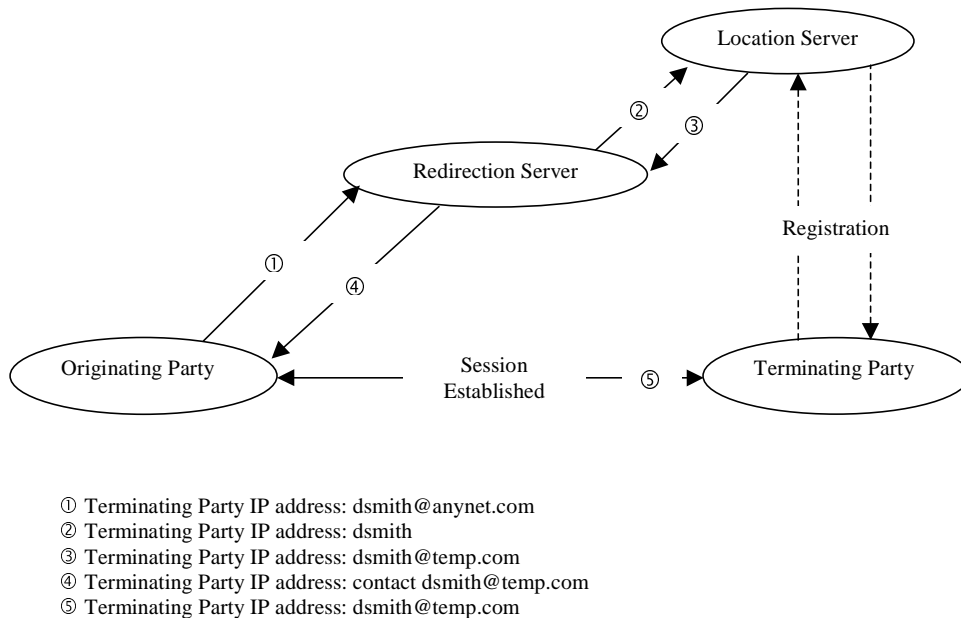 Location Server
②
③
Redirection Server
Registration
①
④
Originating Party
Session
Established
⑤
Terminating Party
① Terminating Party IP address: dsmith@anynet.com
② Terminating Party IP address: dsmith
③ Terminating Party IP address: dsmith@temp.com
④ Terminating Party IP address: contact dsmith@temp.com
⑤ Terminating Party IP address: dsmith@temp.com